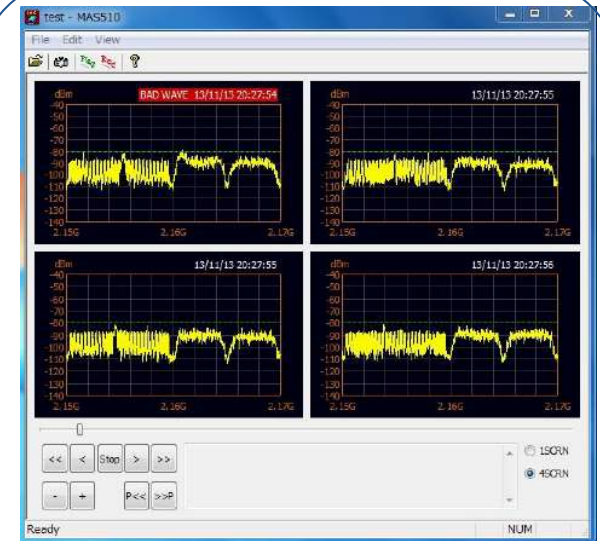 test - MAS510
File Edit View
dBm BAD WAVE 13/11/13 20:27:54
-40
-50
-60
-70
-80
-90
-100
-110
-120
-130
-140
2.15G 2.16G 2.17G
dBm 13/11/13 20:27:55
-40
-50
-60
-70
-80
-90
-100
-110
-120
-130
-140
2.15G 2.16G 2.17G
dBm 13/11/13 20:27:55
-40
-50
-60
-70
-80
-90
-100
-110
-120
-130
-140
2.15G 2.16G 2.17G
dBm 13/11/13 20:27:56
-40
-50
-60
-70
-80
-90
-100
-110
-120
-130
-140
2.15G 2.16G 2.17G
<< < Stop > >>
- + P<< >>P
1SCRN
4SCRN
Ready NUM